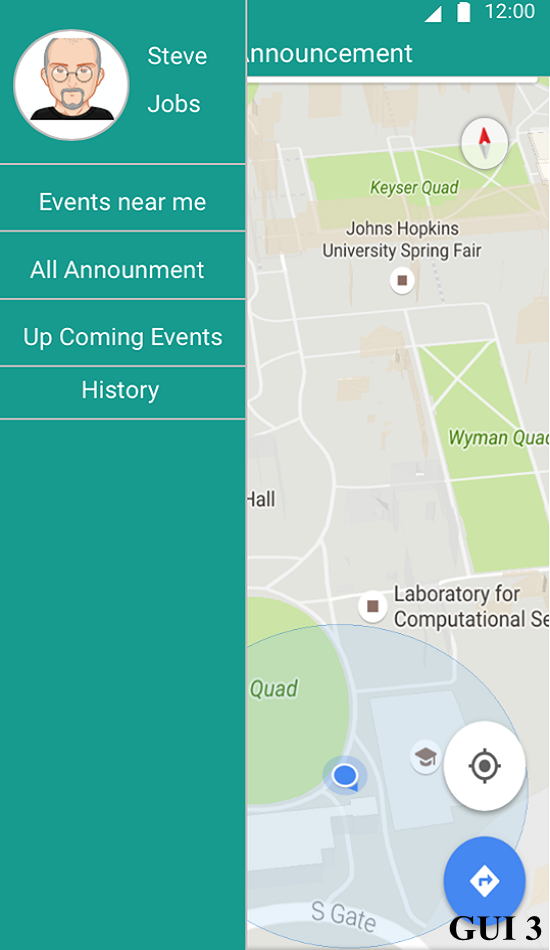 12:00
Announcement
Steve
Jobs
Events near me
All Announment
Up Coming Events
History
Keyser Quad
Johns Hopkins
University Spring Fair
Wyman Quad
Hall
Laboratory for
Computational Se
Quad
S Gate
GUI 3